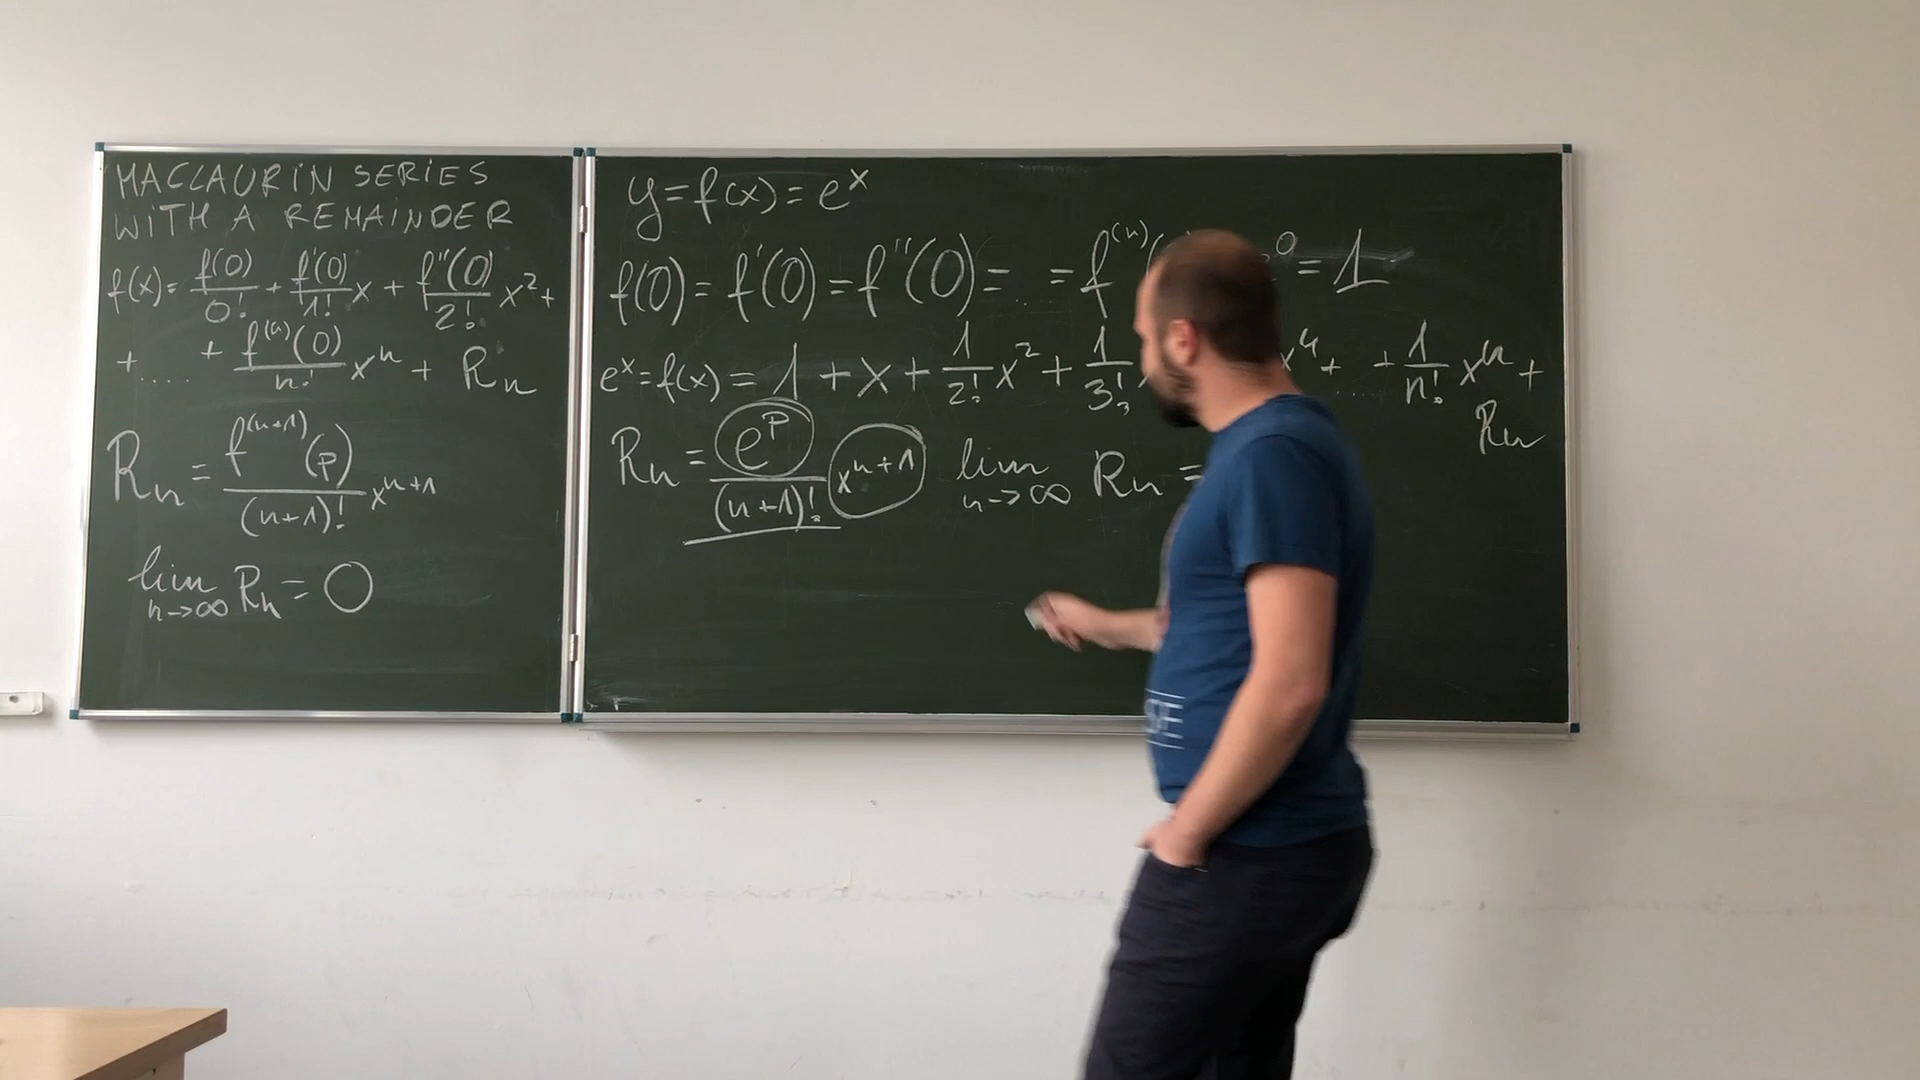 MACLAURIN SERIES
WITH A REMAINDER
f(x) = f(0)/0! + f'(0)/1! x + f''(0)/2! x² +
+ .... + f⁽ⁿ⁾(0)/n! xⁿ + Rₙ
Rₙ = f⁽ⁿ⁺¹⁾(p)/(n+1)! xⁿ⁺¹
lim n→∞ Rₙ = 0
y = f(x) = eˣ
f(0) = f'(0) = f''(0) = ... = f⁽ⁿ⁾( ⁰ = 1
eˣ = f(x) = 1 + x + 1/2! x² + 1/3! x⁴ + .... + 1/n! xⁿ +
Rₙ
Rₙ = eᵖ/(n+1)! xⁿ⁺¹ lim n→∞ Rₙ =